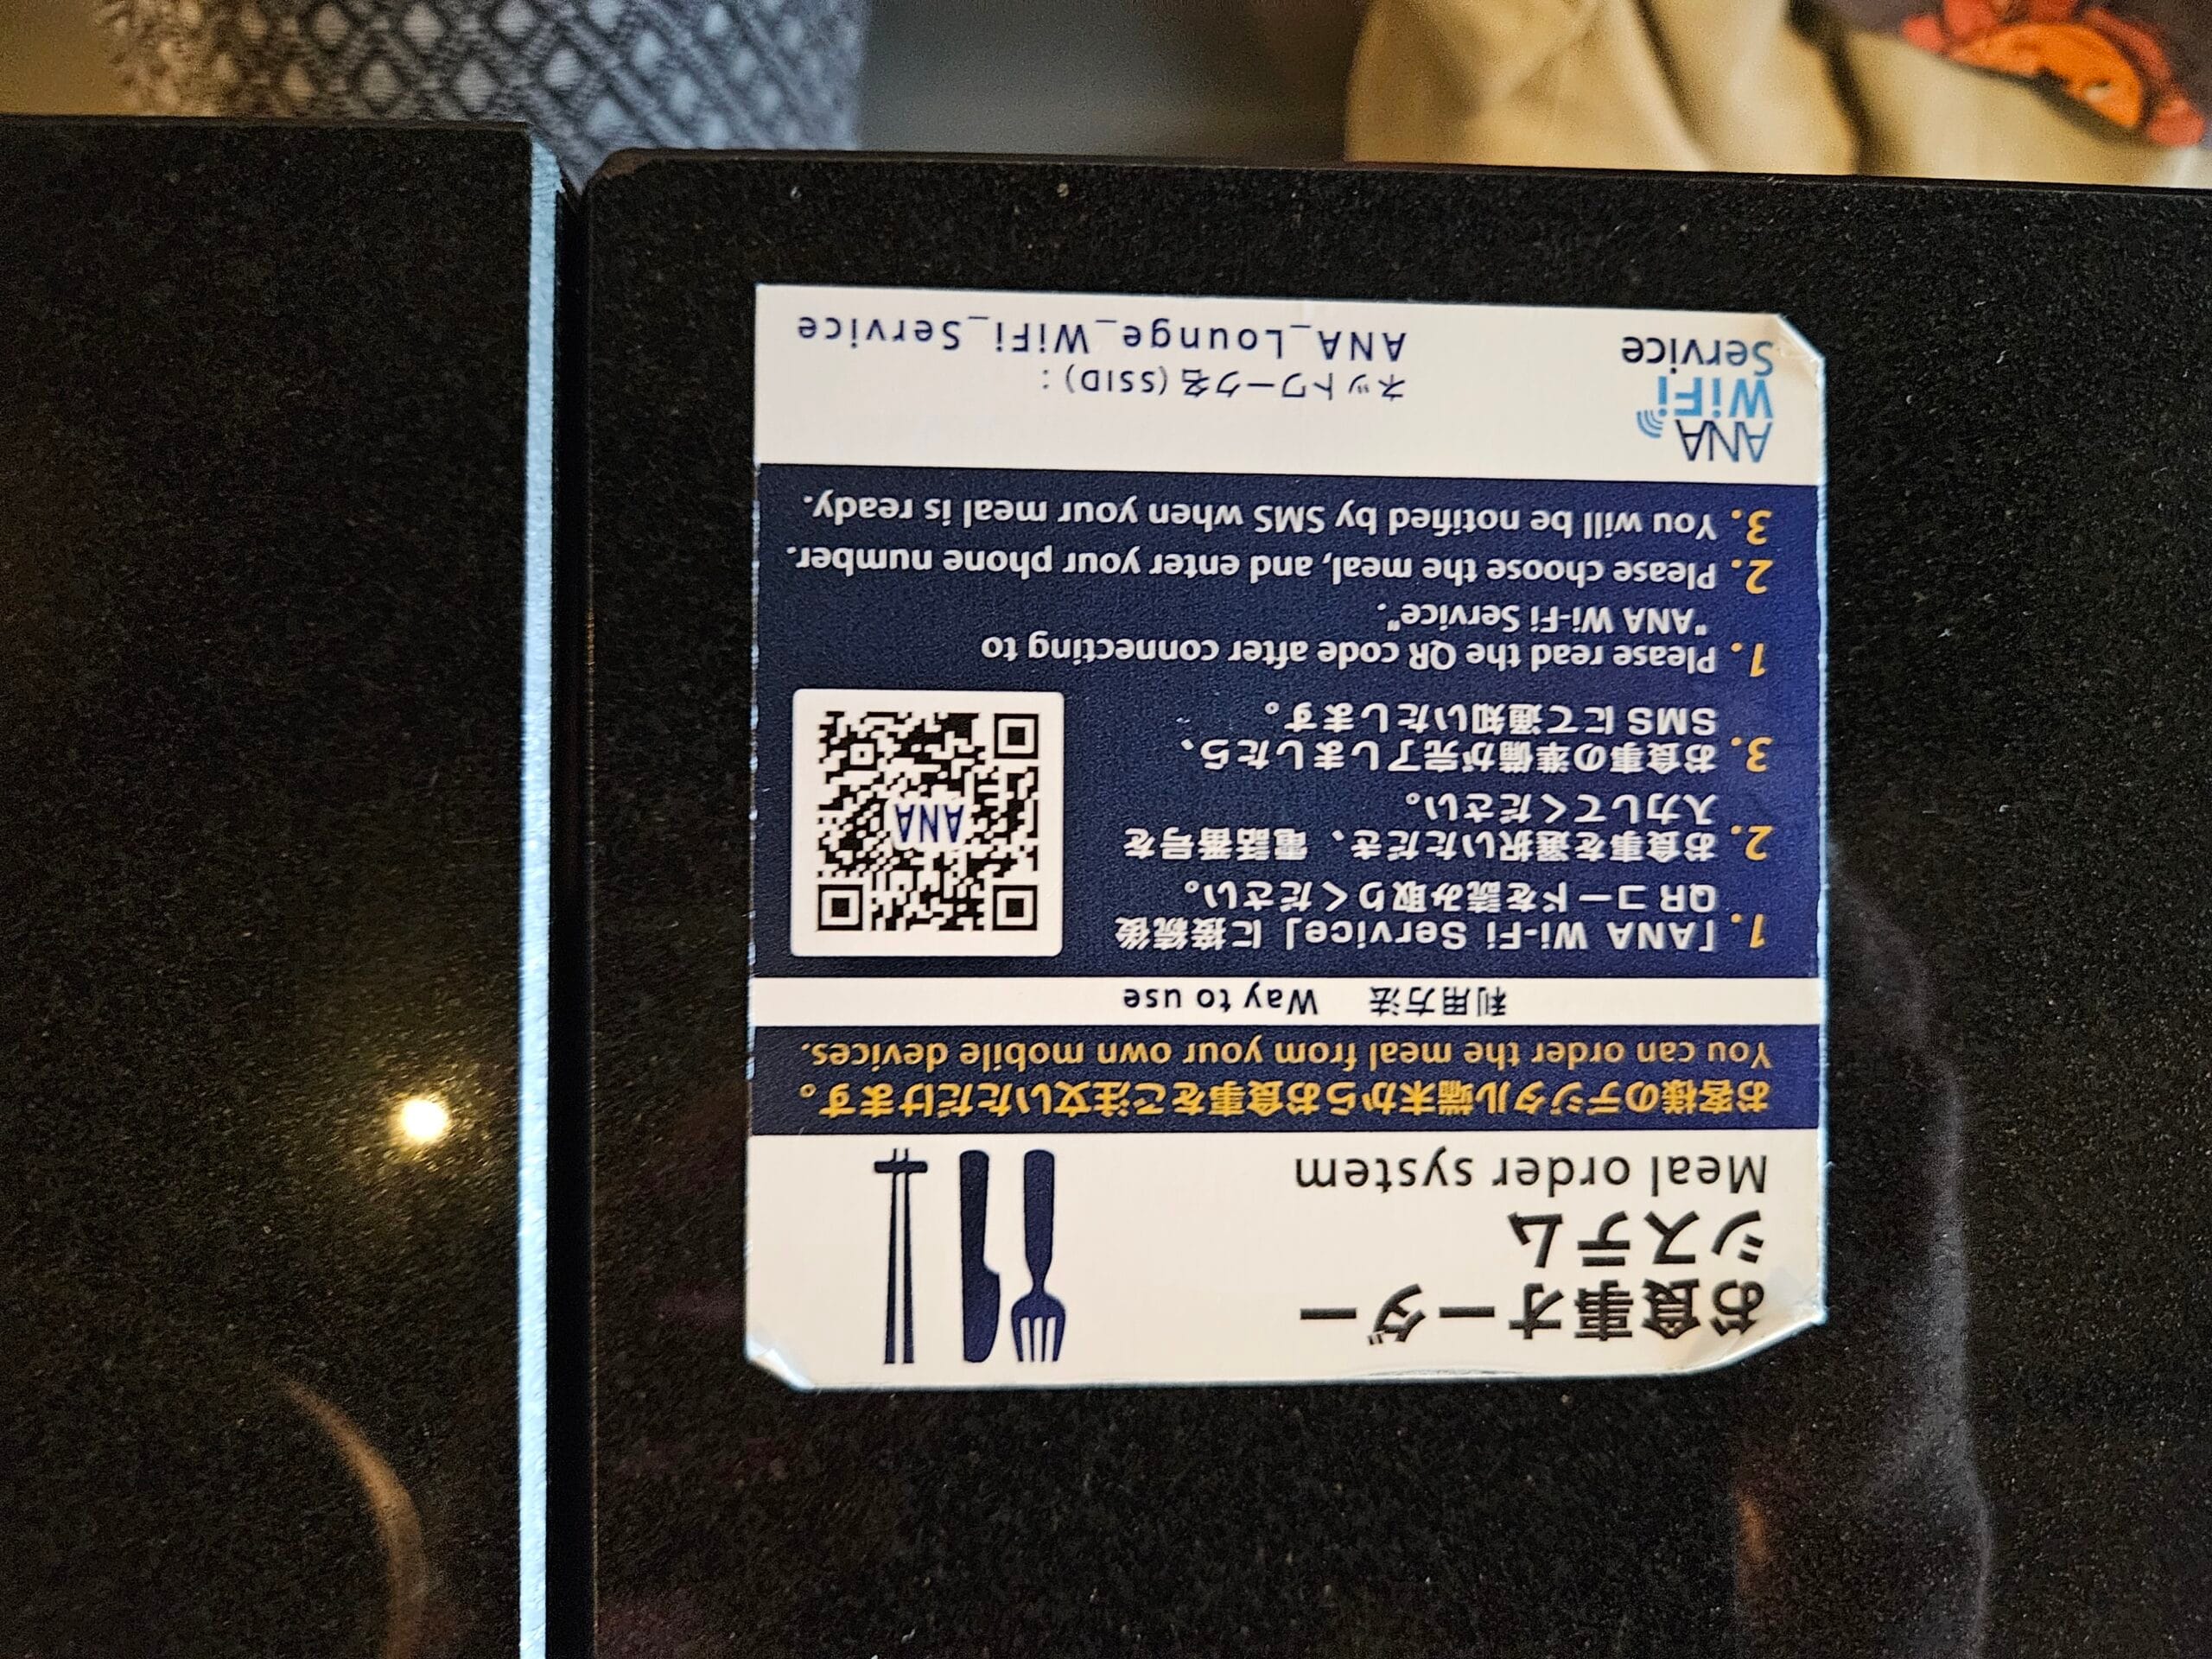 お食事オーダー
システム
Meal order system
お客様のデジタル端末からお食事をご注文いただけます。
You can order the meal from your own mobile devices.
利用方法 Way to use
1. 「ANA Wi-Fi Service」に接続後
QR コードを読み取りください。
2. お食事を選択いただき、電話番号を
入力してください。
3. お食事の準備が完了しましたら、
SMS にて通知いたします。
ANA
1. Please read the QR code after connecting to
"ANA Wi-Fi Service".
2. Please choose the meal, and enter your phone number.
3. You will be notified by SMS when your meal is ready.
ANA
WiFi
Service
ネットワーク名 (SSID) :
ANA_Lounge_WiFi_Service